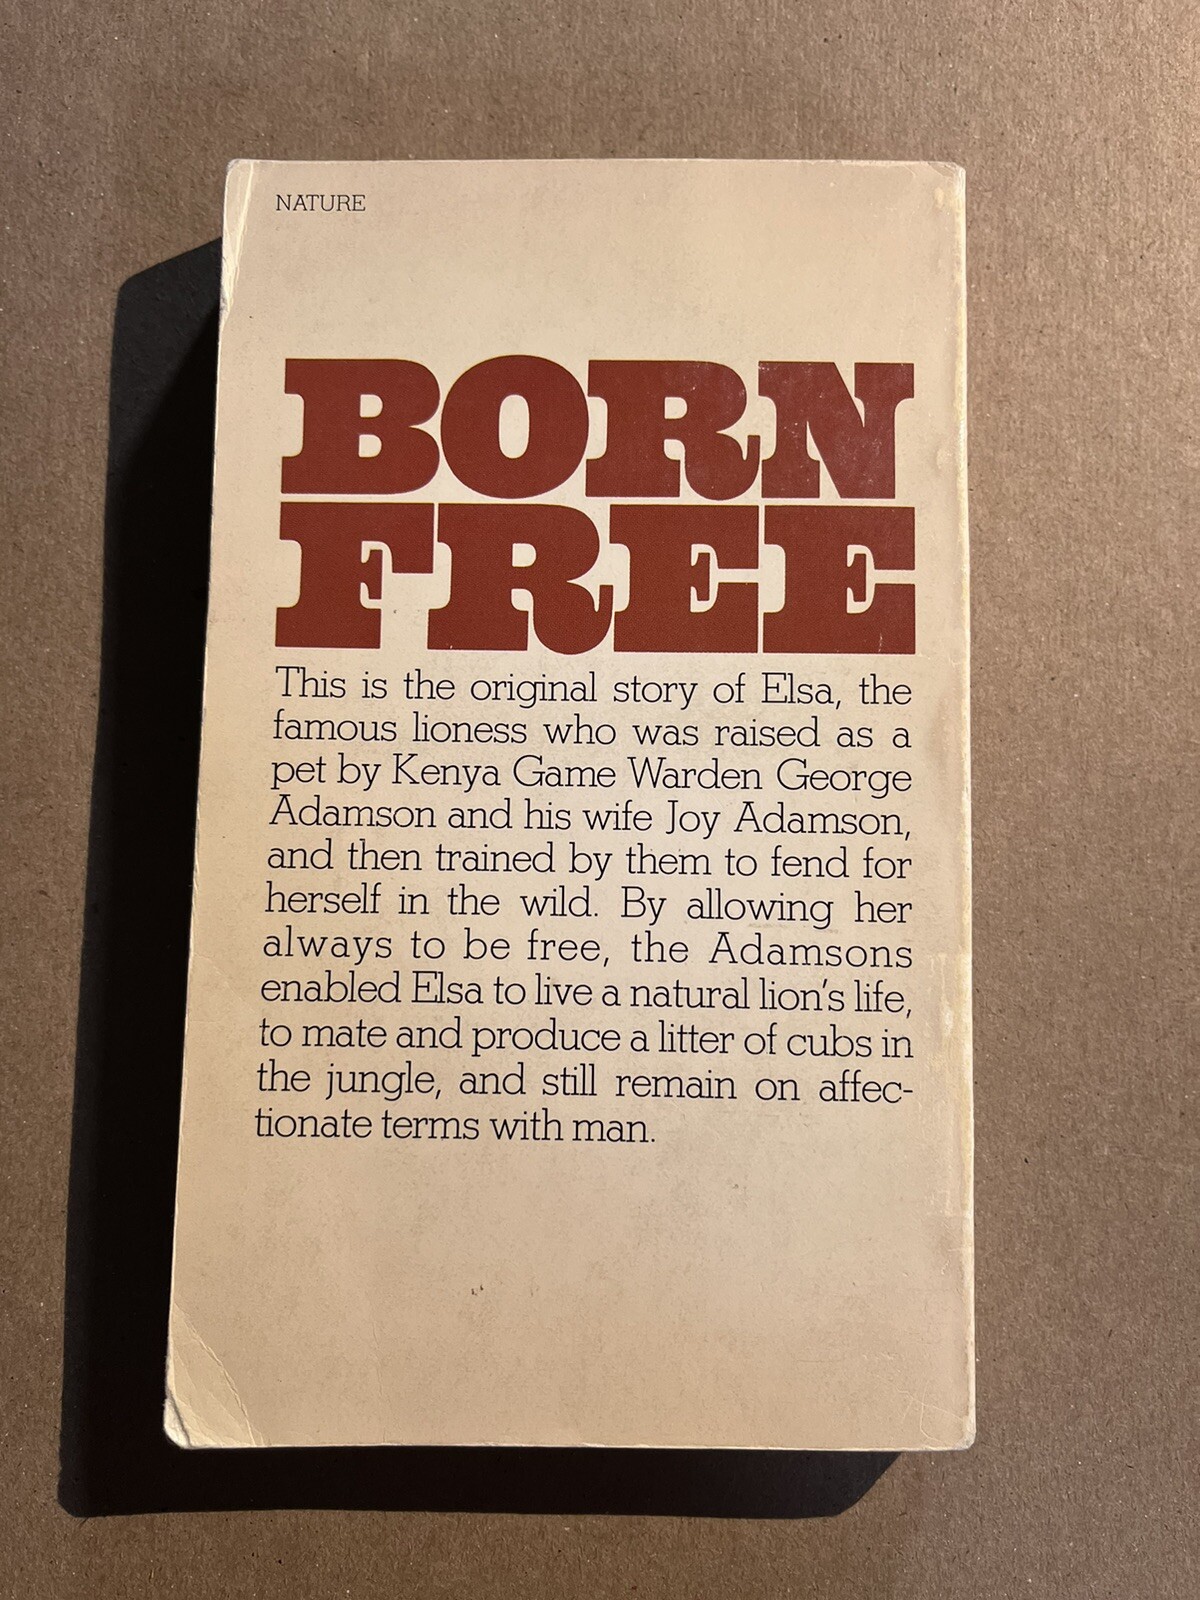 NATURE
BORN
FREE
This is the original story of Elsa, the
famous lioness who was raised as a
pet by Kenya Game Warden George
Adamson and his wife Joy Adamson,
and then trained by them to fend for
herself in the wild. By allowing her
always to be free, the Adamsons
enabled Elsa to live a natural lion's life,
to mate and produce a litter of cubs in
the jungle, and still remain on affec-
tionate terms with man.